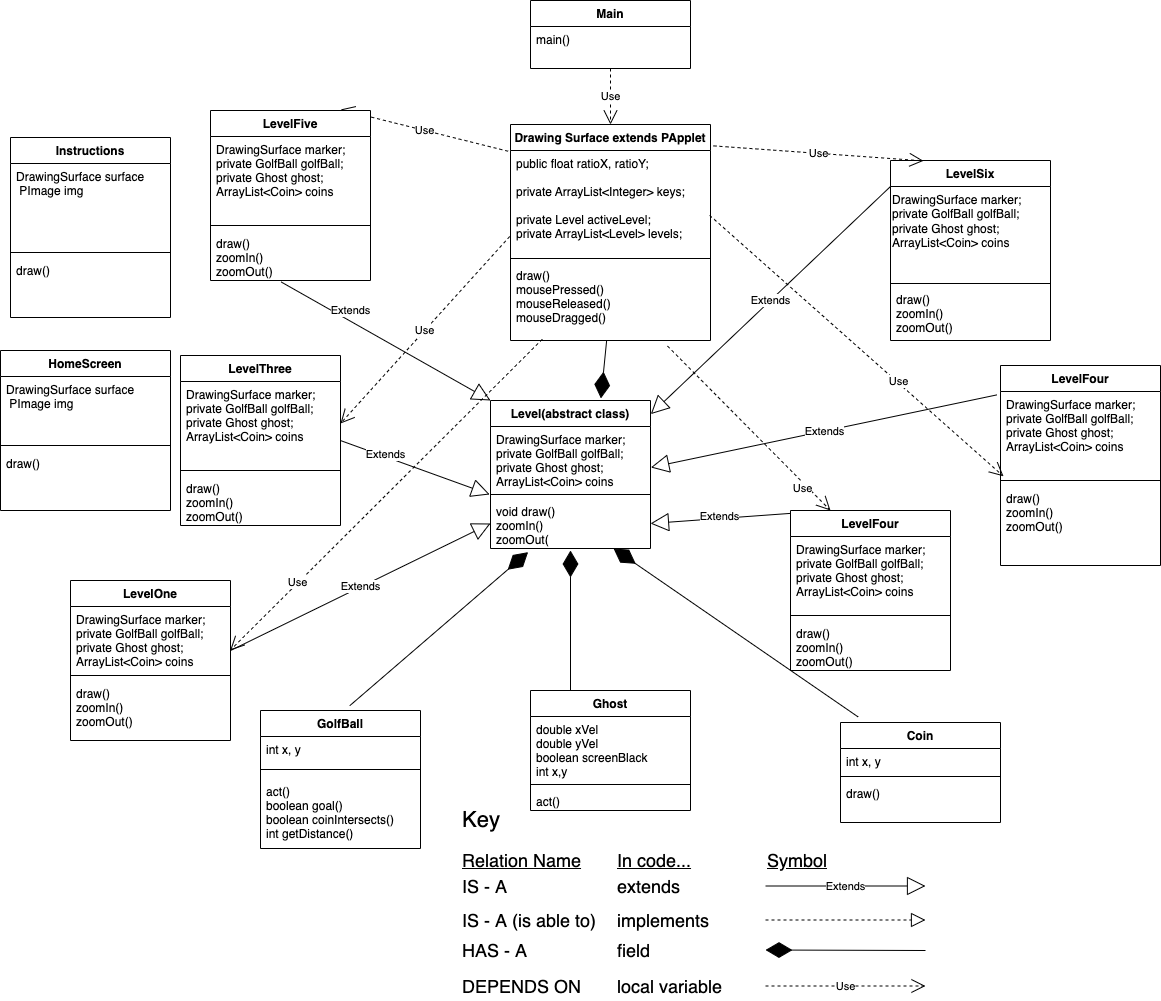 Main
main()
Use
LevelFive
DrawingSurface marker;
private GolfBall golfBall;
private Ghost ghost;
ArrayList<Coin> coins
draw()
zoomIn()
zoomOut()
Use
Drawing Surface extends PApplet
public float ratioX, ratioY;
private ArrayList<Integer> keys;
private Level activeLevel;
private ArrayList<Level> levels;
draw()
mousePressed()
mouseReleased()
mouseDragged()
Use
LevelSix
DrawingSurface marker;
private GolfBall golfBall;
private Ghost ghost;
ArrayList<Coin> coins
draw()
zoomIn()
zoomOut()
Instructions
DrawingSurface surface
PImage img
draw()
Extends
Use
Extends
Use
HomeScreen
DrawingSurface surface
PImage img
draw()
LevelThree
DrawingSurface marker;
private GolfBall golfBall;
private Ghost ghost;
ArrayList<Coin> coins
draw()
zoomIn()
zoomOut()
Extends
Level(abstract class)
DrawingSurface marker;
private GolfBall golfBall;
private Ghost ghost;
ArrayList<Coin> coins
void draw()
zoomIn()
zoomOut(
Extends
LevelFour
DrawingSurface marker;
private GolfBall golfBall;
private Ghost ghost;
ArrayList<Coin> coins
draw()
zoomIn()
zoomOut()
Use
Extends
LevelFour
DrawingSurface marker;
private GolfBall golfBall;
private Ghost ghost;
ArrayList<Coin> coins
draw()
zoomIn()
zoomOut()
Use
Extends
LevelOne
DrawingSurface marker;
private GolfBall golfBall;
private Ghost ghost;
ArrayList<Coin> coins
draw()
zoomIn()
zoomOut()
GolfBall
int x, y
act()
boolean goal()
boolean coinIntersects()
int getDistance()
Ghost
double xVel
double yVel
boolean screenBlack
int x,y
act()
Coin
int x, y
draw()
Key
Relation Name In code... Symbol
IS - A extends Extends
IS - A (is able to) implements
HAS - A field
DEPENDS ON local variable Use